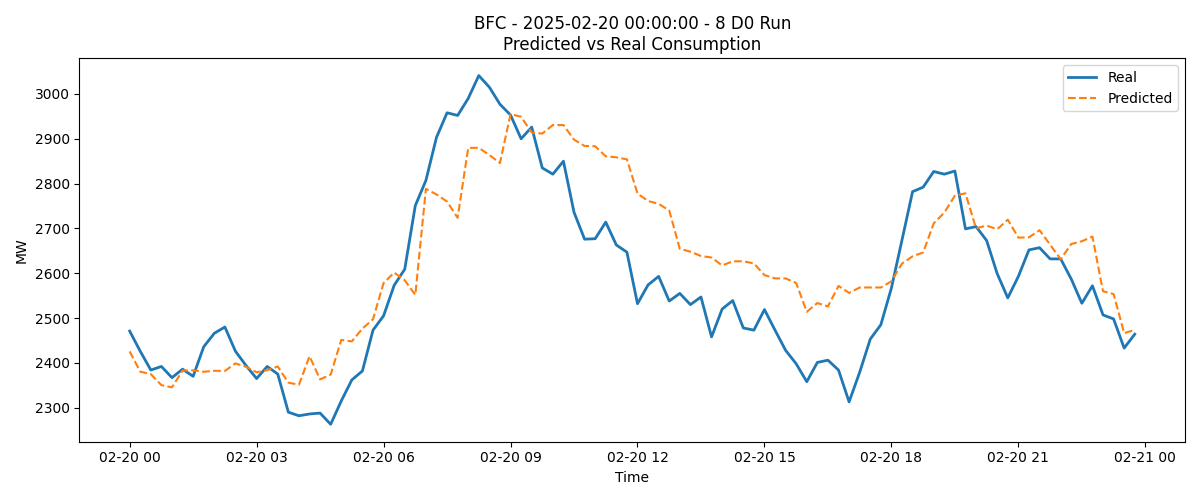 BFC - 2025-02-20 00:00:00 - 8 D0 Run
Predicted vs Real Consumption
Real
Predicted
MW
3000
2900
2800
2700
2600
2500
2400
2300
02-20 00
02-20 03
02-20 06
02-20 09
02-20 12
02-20 15
02-20 18
02-20 21
02-21 00
Time